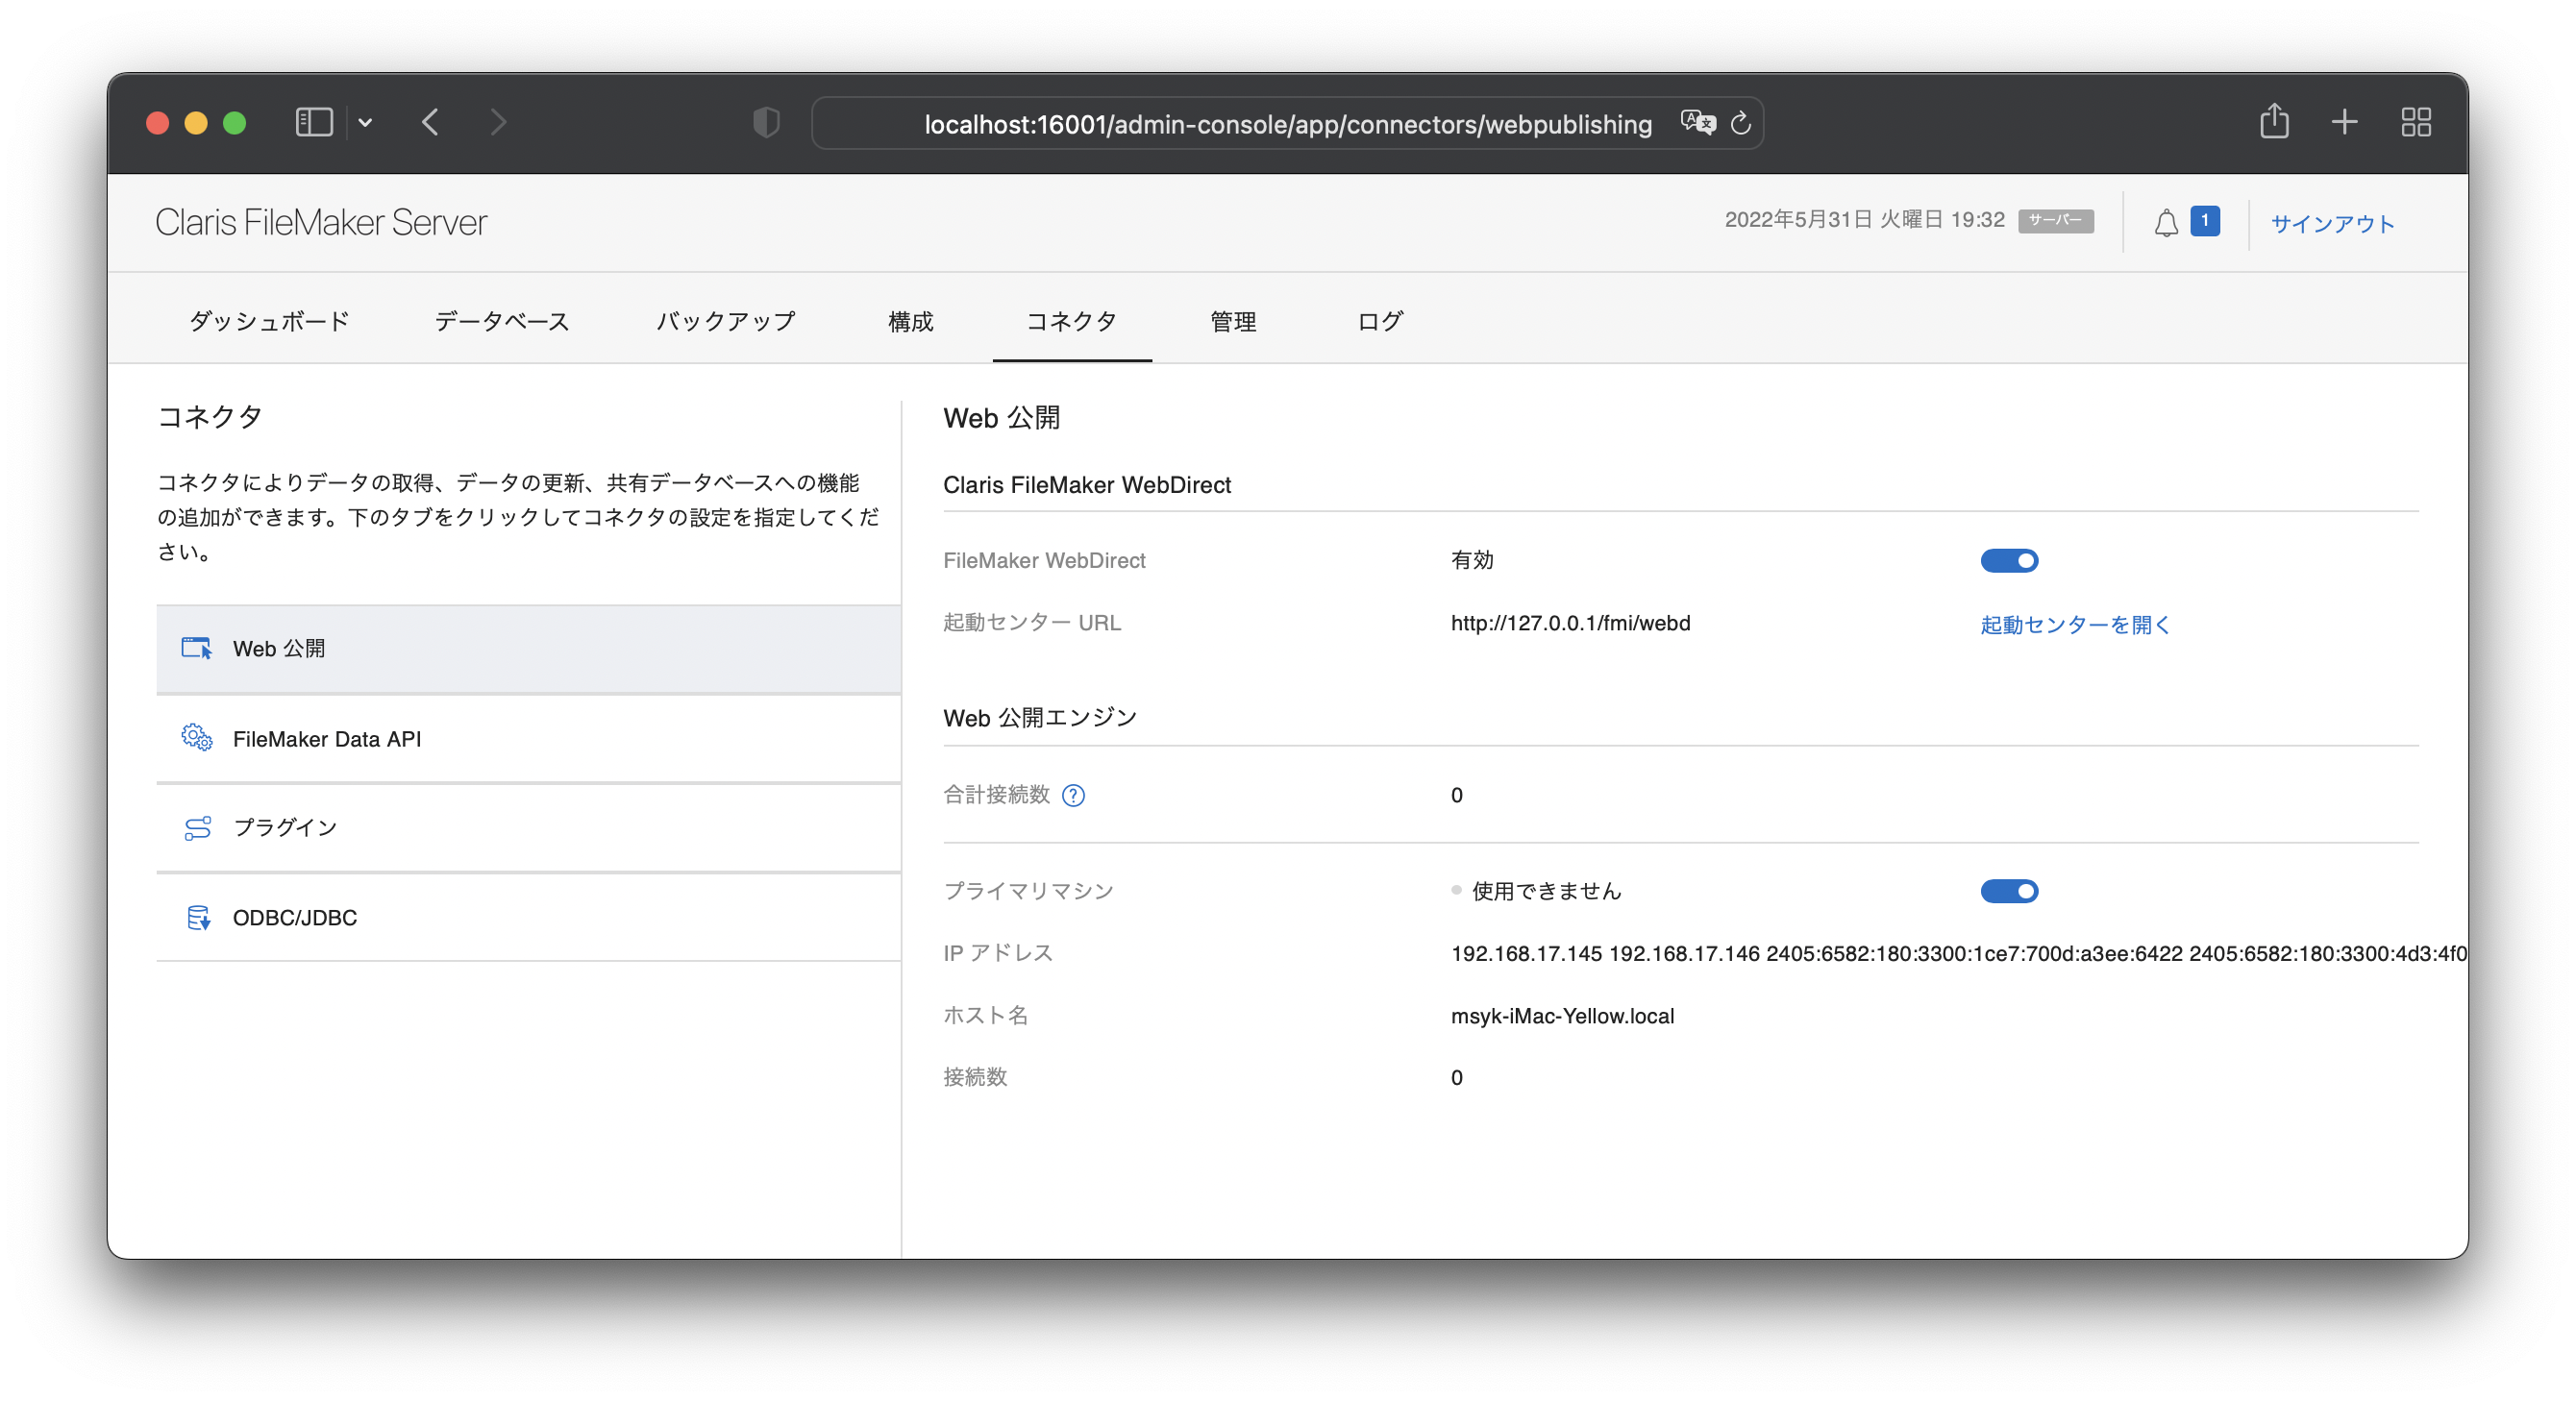 localhost:16001/admin-console/app/connectors/webpublishing
Claris FileMaker Server
2022年5月31日 火曜日 19:32 サーバー 1 サインアウト
ダッシュボード データベース バックアップ 構成 コネクタ 管理 ログ
コネクタ
コネクタによりデータの取得、データの更新、共有データベースへの機能
の追加ができます。下のタブをクリックしてコネクタの設定を指定してくだ
さい。
Web 公開
FileMaker Data API
プラグイン
ODBC/JDBC
Web 公開
Claris FileMaker WebDirect
FileMaker WebDirect 有効
起動センター URL http://127.0.0.1/fmi/webd 起動センターを開く
Web 公開エンジン
合計接続数 ? 0
プライマリマシン 使用できません
IP アドレス 192.168.17.145 192.168.17.146 2405:6582:180:3300:1ce7:700d:a3ee:6422 2405:6582:180:3300:4d3:4f0
ホスト名 msyk-iMac-Yellow.local
接続数 0